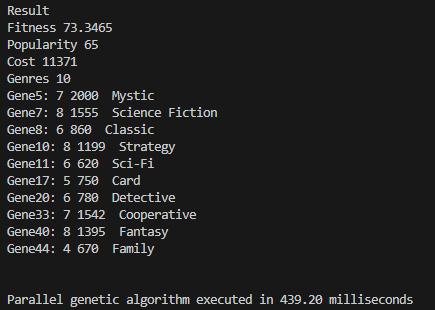 Result
Fitness 73.3465
Popularity 65
Cost 11371
Genres 10
Gene5: 7 2000  Mystic
Gene7: 8 1555  Science Fiction
Gene8: 6 860  Classic
Gene10: 8 1199  Strategy
Gene11: 6 620  Sci-Fi
Gene17: 5 750  Card
Gene20: 6 780  Detective
Gene33: 7 1542  Cooperative
Gene40: 8 1395  Fantasy
Gene44: 4 670  Family
Parallel genetic algorithm executed in 439.20 milliseconds